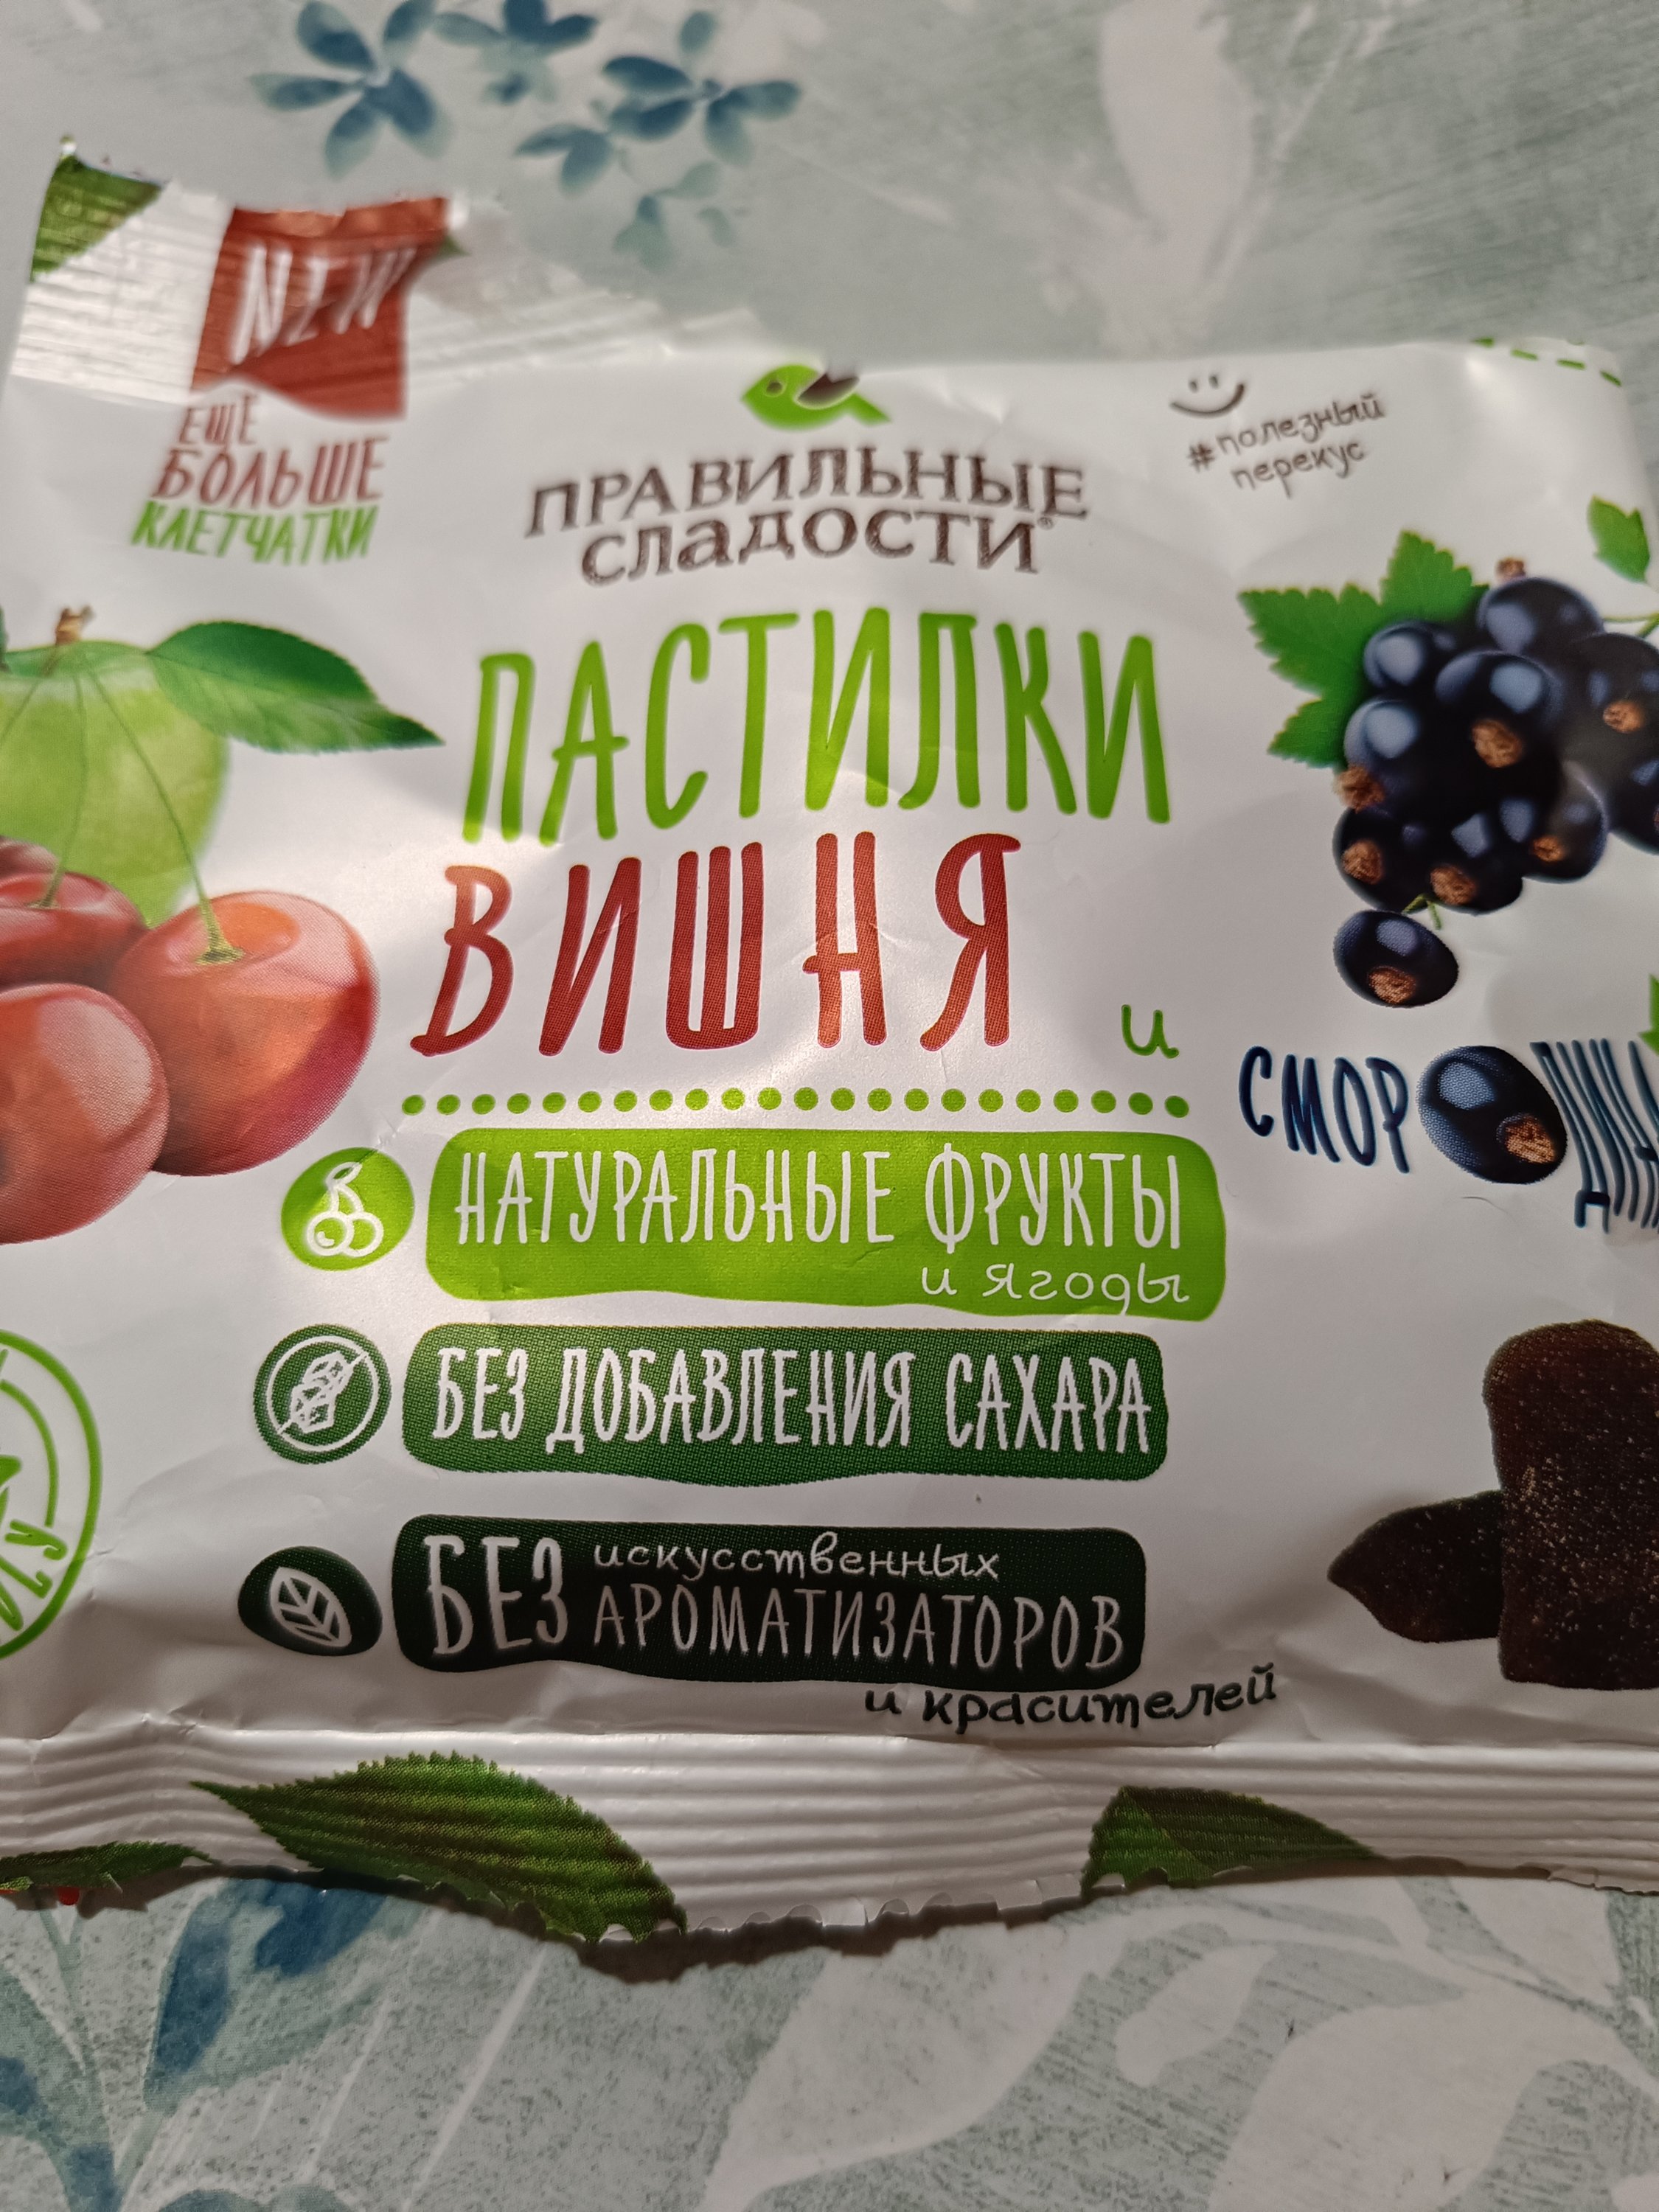 NEW
ЕЩЕ
БОЛЬШЕ
КЛЕТЧАТКИ
ПРАВИЛЬНЫЕ
СЛАДОСТИ®
#полезный
перекус
ПАСТИЛКИ
ВИШНЯ и
СМОРОДИНА
НАТУРАЛЬНЫЕ ФРУКТЫ
и ягоды
БЕЗ ДОБАВЛЕНИЯ САХАРА
БЕЗ искусственных
АРОМАТИЗАТОРОВ
и красителей